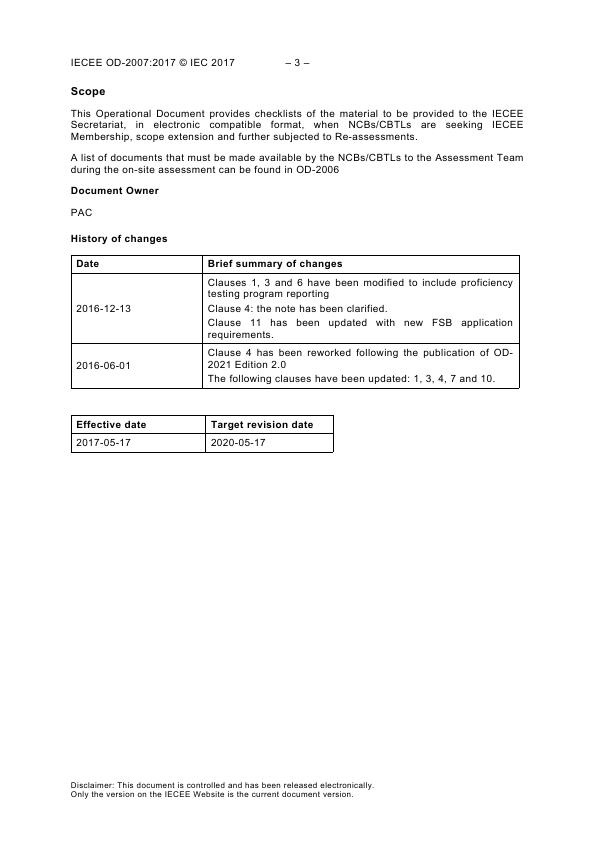 IECEE OD-2007:2017 © IEC 2017 – 3 –
Scope
This Operational Document provides checklists of the material to be provided to the IECEE
Secretariat, in electronic compatible format, when NCBs/CBTLs are seeking IECEE
Membership, scope extension and further subjected to Re-assessments.
A list of documents that must be made available by the NCBs/CBTLs to the Assessment Team
during the on-site assessment can be found in OD-2006
Document Owner
PAC
History of changes
Date Brief summary of changes
2016-12-13
Clauses 1, 3 and 6 have been modified to include proficiency
testing program reporting
Clause 4: the note has been clarified.
Clause 11 has been updated with new FSB application
requirements.
2016-06-01
Clause 4 has been reworked following the publication of OD-
2021 Edition 2.0
The following clauses have been updated: 1, 3, 4, 7 and 10.
Effective date Target revision date
2017-05-17 2020-05-17
Disclaimer: This document is controlled and has been released electronically.
Only the version on the IECEE Website is the current document version.